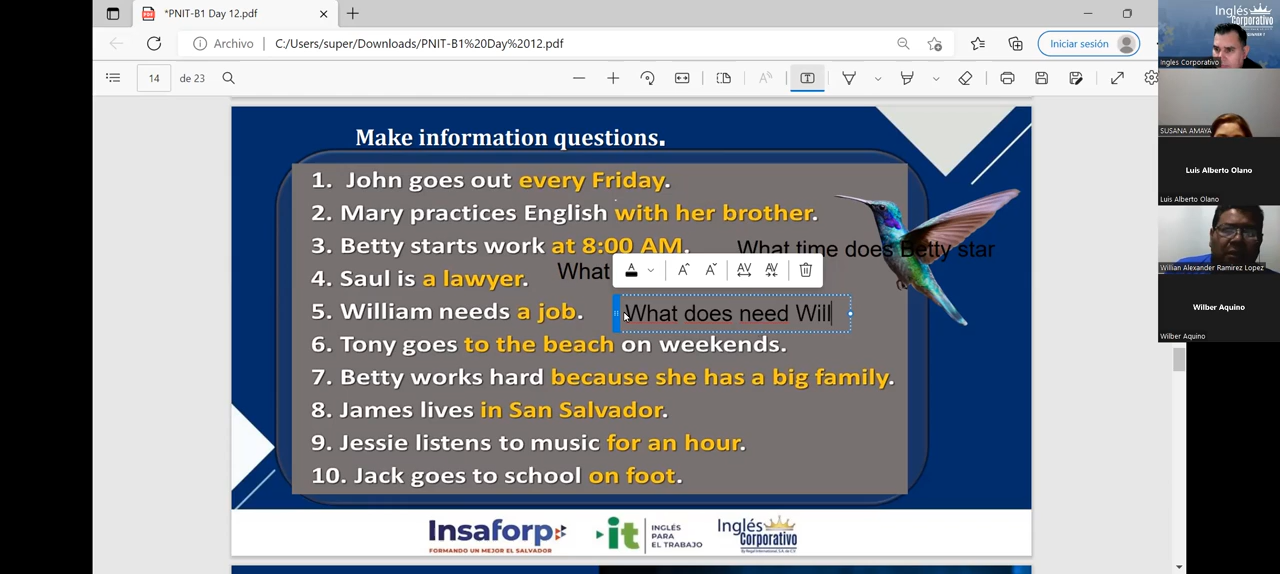 *PNIT-B1 Day 12.pdf
Archivo C:/Users/super/Downloads/PNIT-B1%20Day%2012.pdf
Iniciar sesión
14 de 23
Make information questions.
1. John goes out every Friday.
2. Mary practices English with her brother.
3. Betty starts work at 8:00 AM. What time does Betty star
4. Saul is a lawyer. What
5. William needs a job. What does need Will
6. Tony goes to the beach on weekends.
7. Betty works hard because she has a big family.
8. James lives in San Salvador.
9. Jessie listens to music for an hour.
10. Jack goes to school on foot.
Insaforp
FORMANDO UN MEJOR EL SALVADOR
it INGLÉS PARA EL TRABAJO
Inglés Corporativo
Inglés Corporativo
Ingles Corporativo
SUSANA AMAYA
Luis Alberto Olano
Luis Alberto Olano
Willian Alexander Ramirez Lopez
Wilber Aquino
Wilber Aquino